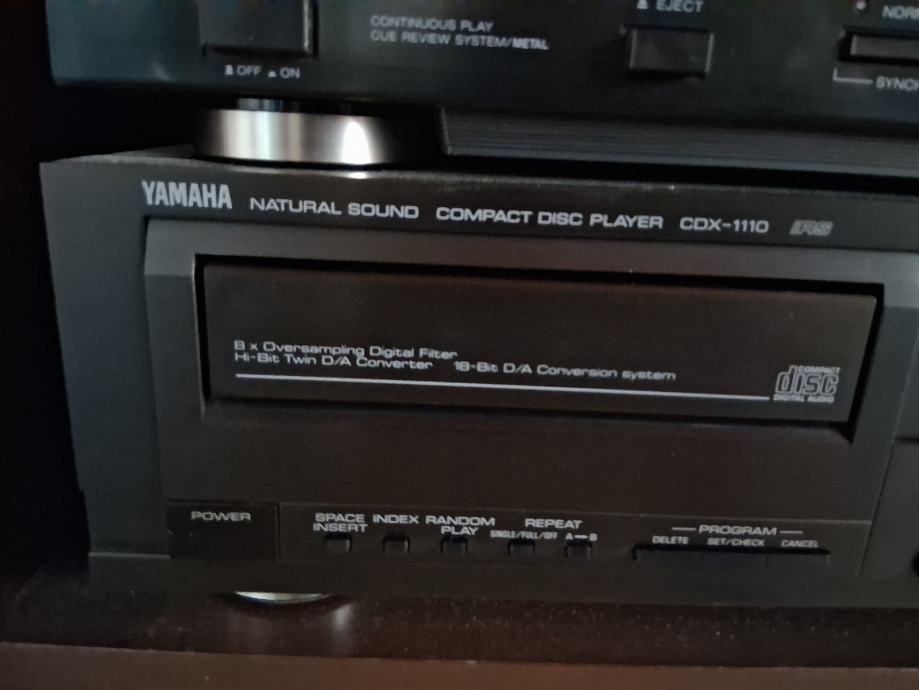 CONTINUOUS PLAY
CUE REVIEW SYSTEM/METAL
EJECT
OFF ON
YAMAHA NATURAL SOUND COMPACT DISC PLAYER CDX-1110 RS
8 x Oversampling Digital Filter
Hi-Bit Twin D/A Converter 18-Bit D/A Conversion system
COMPACT
disc
DIGITAL AUDIO
POWER
SPACE INSERT
INDEX
RANDOM PLAY
REPEAT
SINGLE/FULL/OFF A↔B
PROGRAM
DELETE SET/CHECK CANCEL